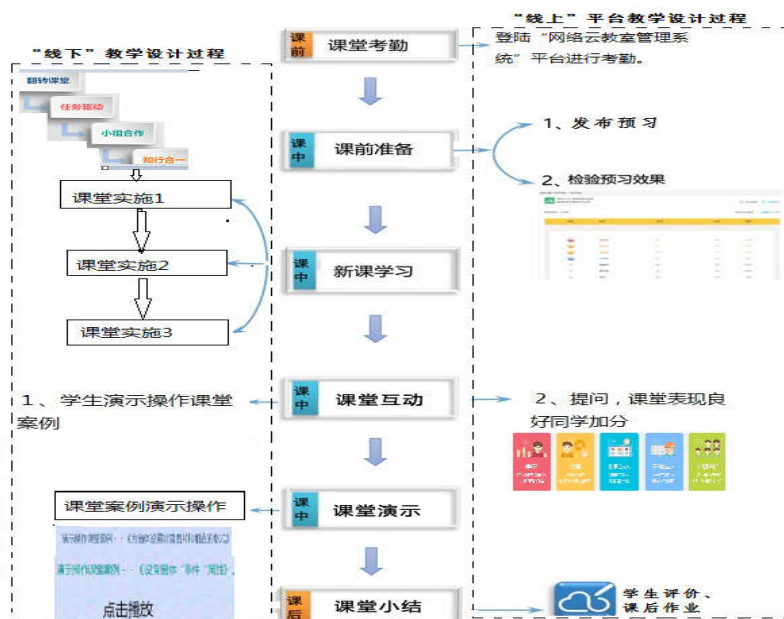 “线上”平台教学设计过程
“线下”教学设计过程
课前
课堂考勤
登陆“网络云教室管理系
统”平台进行考勤。
翻转课堂
任务驱动
小组合作
知行合一
课中
课前准备
1、发布预习
2、检验预习效果
课堂实施1
课堂实施2
课堂实施3
课中
新课学习
1、学生演示操作课堂
案例
课中
课堂互动
2、提问，课堂表现良
好同学加分
课堂案例演示操作
课中
课堂演示
点击播放
课后
课堂小结
学生评价、
课后作业